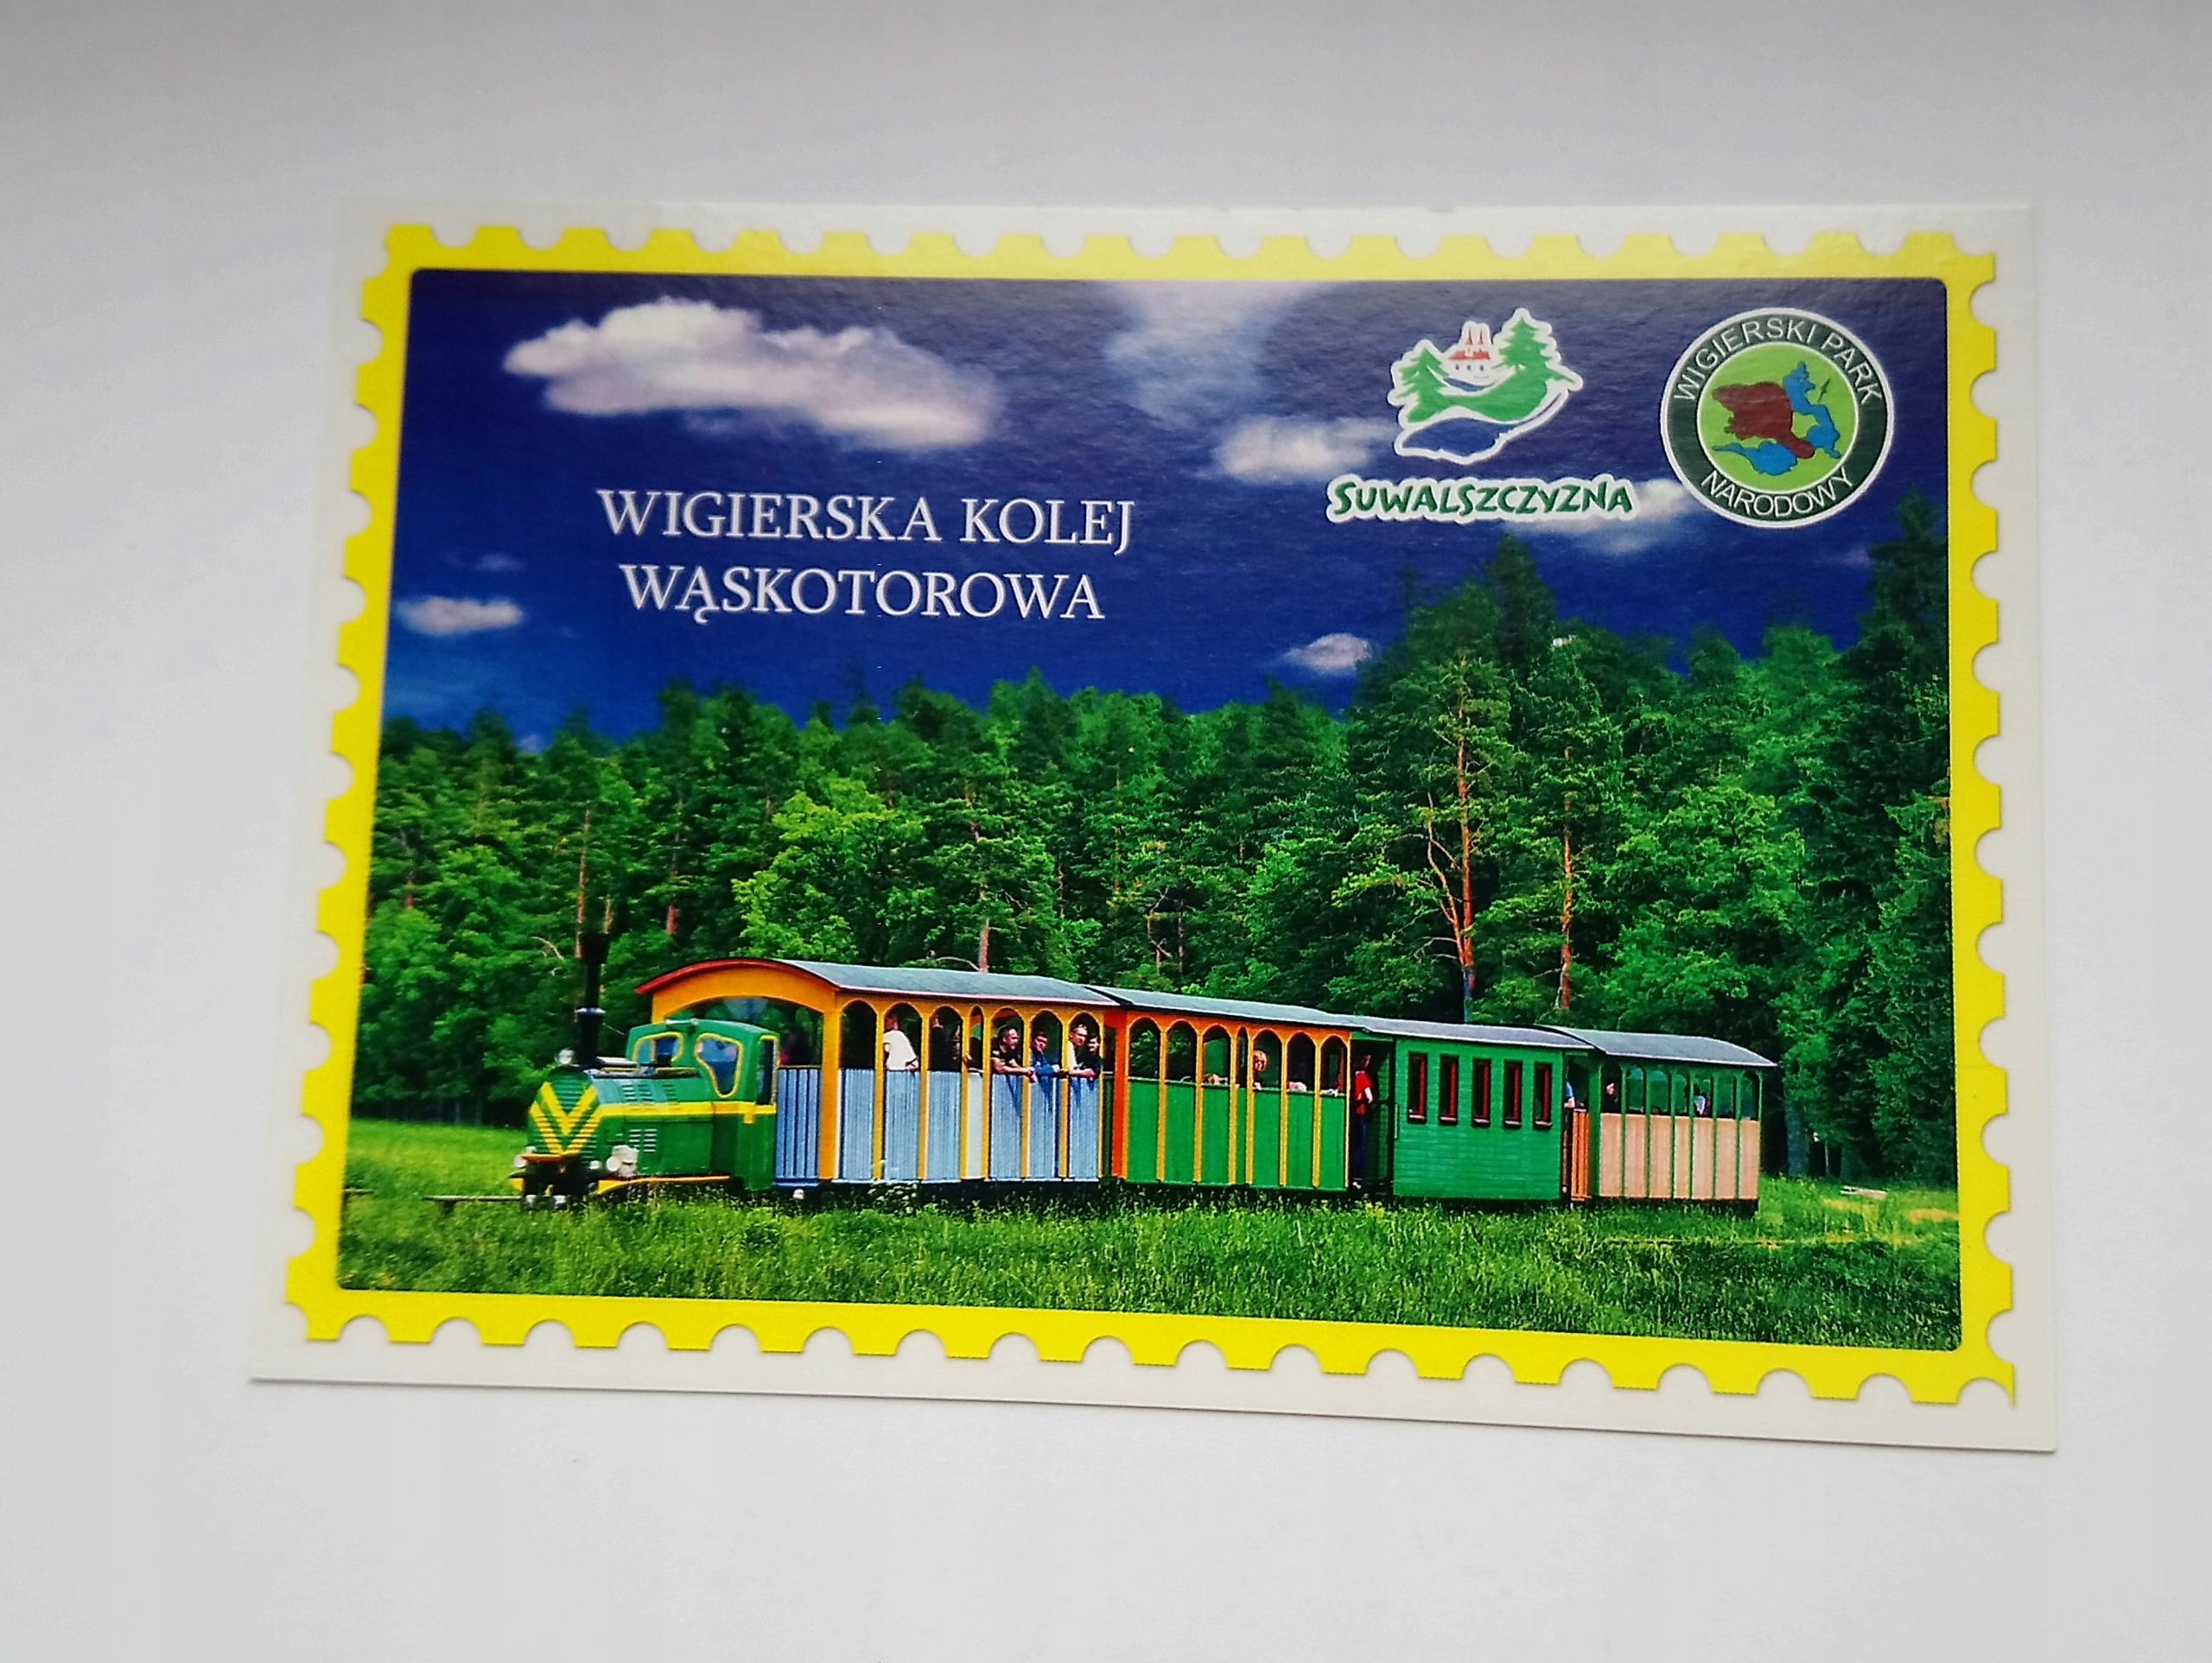 WIGIERSKA KOLEJ
WĄSKOTOROWA
SUWALSZCZYZNA
WIGIERSKI PARK
NARODOWY